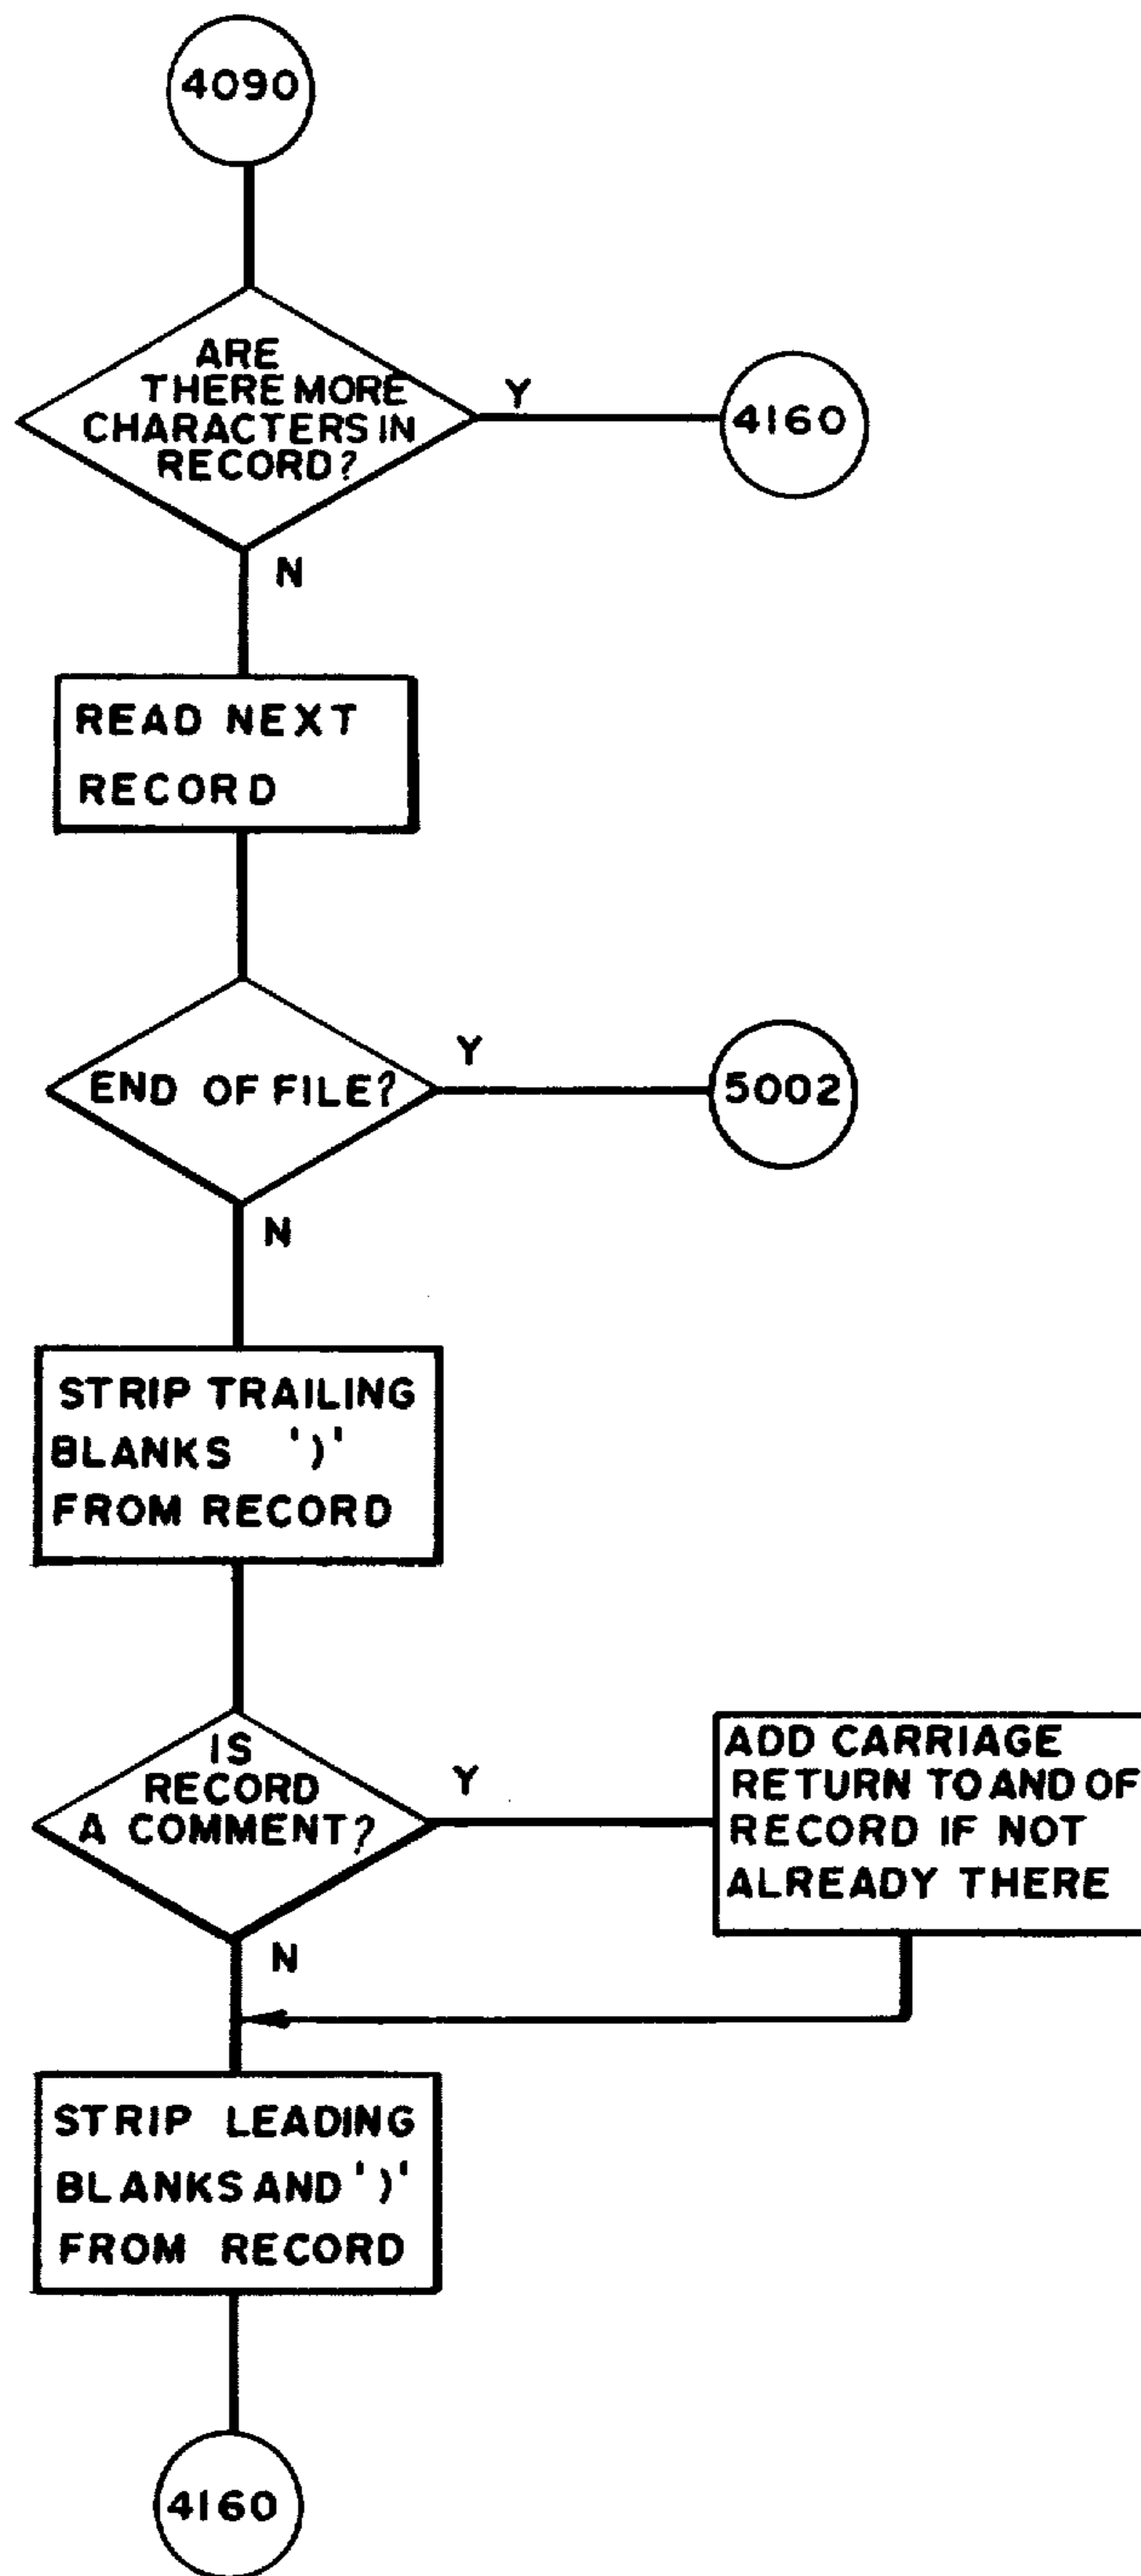 4090
ARE
THERE MORE
CHARACTERS IN
RECORD?
Y
4160
N
READ NEXT
RECORD
END OF FILE?
Y
5002
N
STRIP TRAILING
BLANKS ')'
FROM RECORD
IS
RECORD
A COMMENT?
Y
ADD CARRIAGE
RETURN TO AND OF
RECORD IF NOT
ALREADY THERE
N
STRIP LEADING
BLANKS AND ')'
FROM RECORD
4160